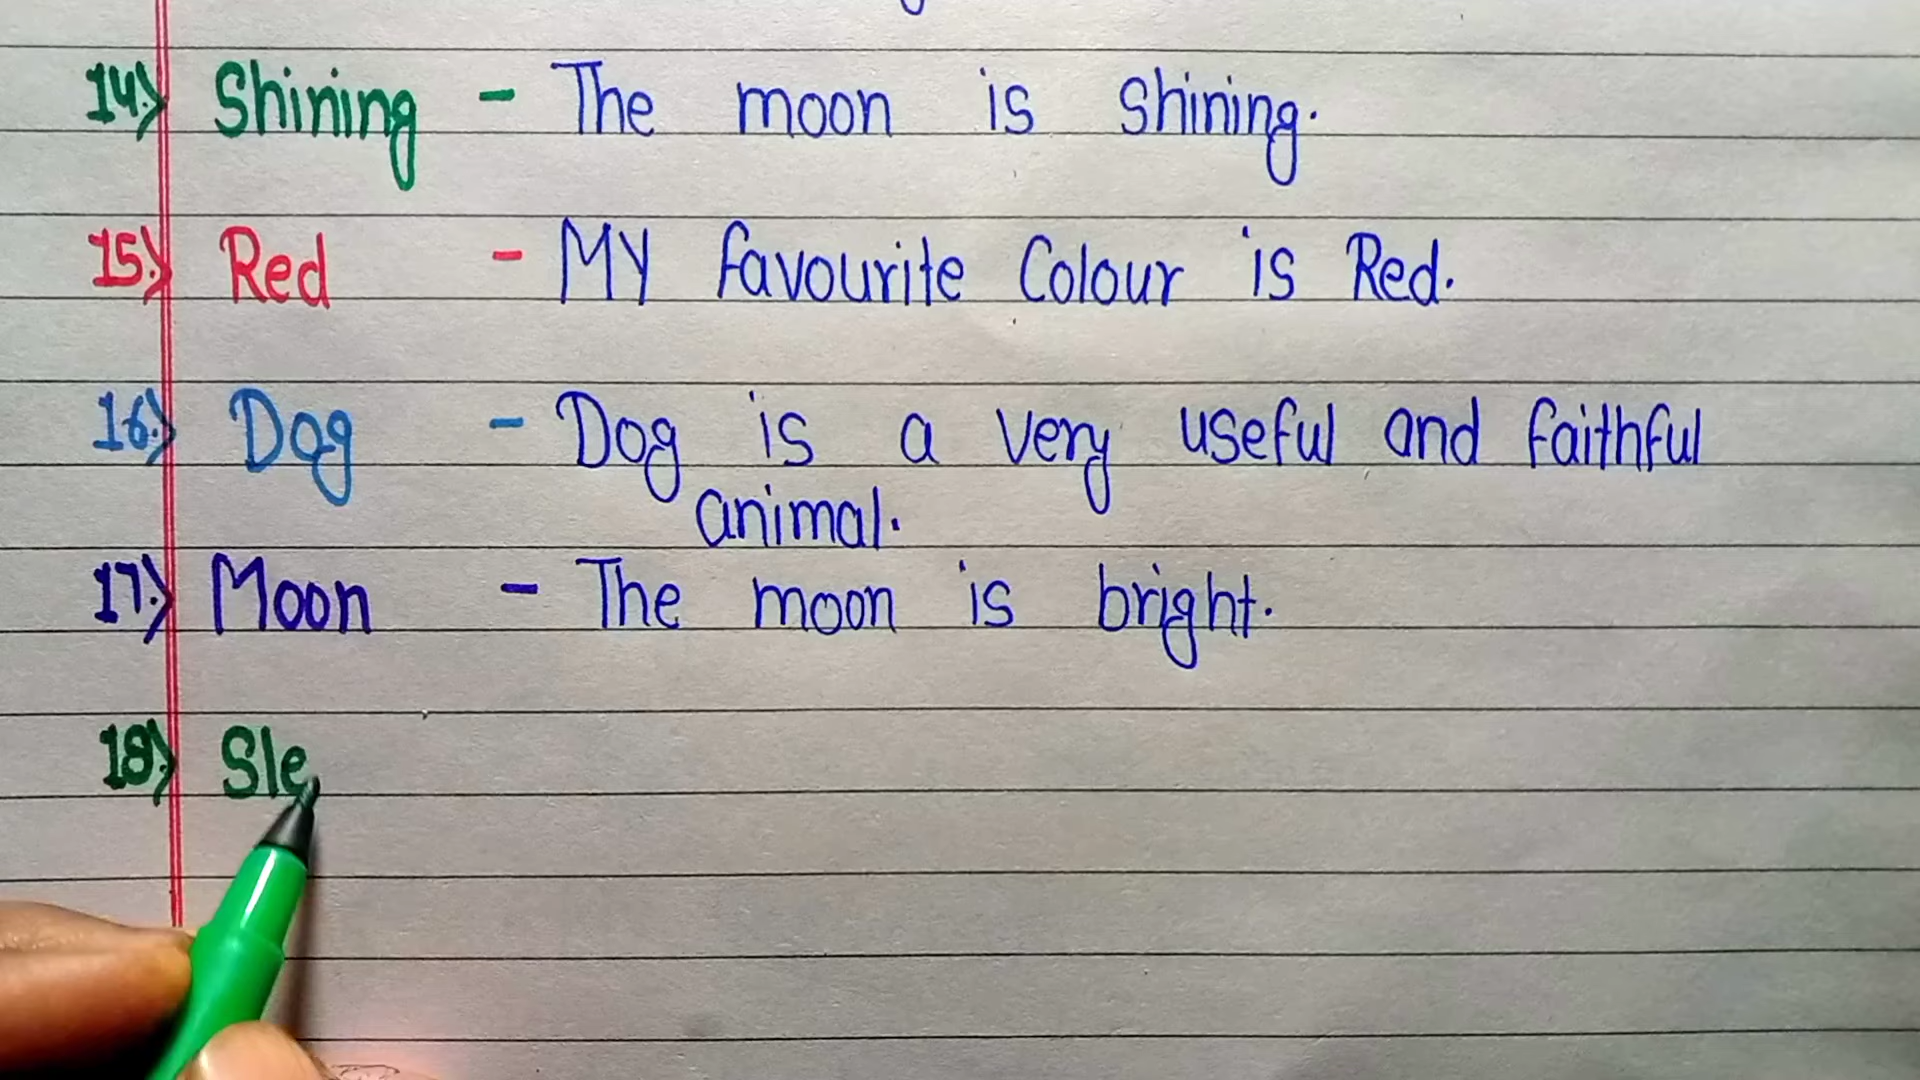 14.) Shining - The moon is shining.
15.) Red - MY favourite Colour is Red.
16.) Dog - Dog is a very useful and faithful
animal.
17.) Moon - The moon is bright.
18.) Sle